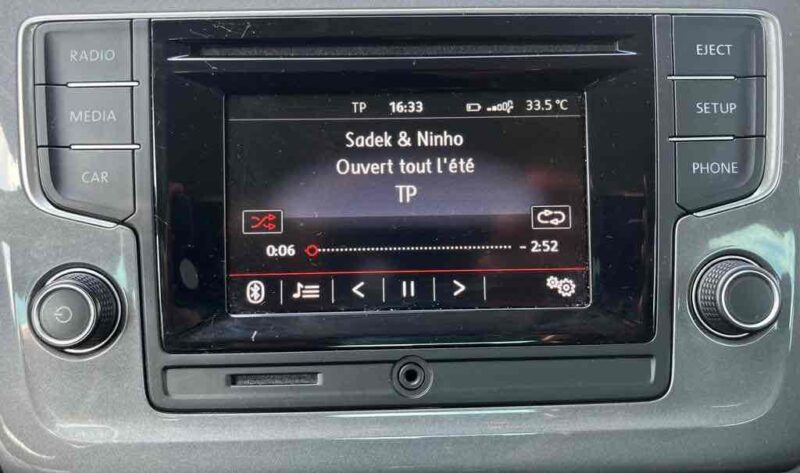 RADIO
MEDIA
CAR
TP 16:33 33.5 °C
Sadek & Ninho
Ouvert tout l'été
TP
0:06 - 2:52
EJECT
SETUP
PHONE